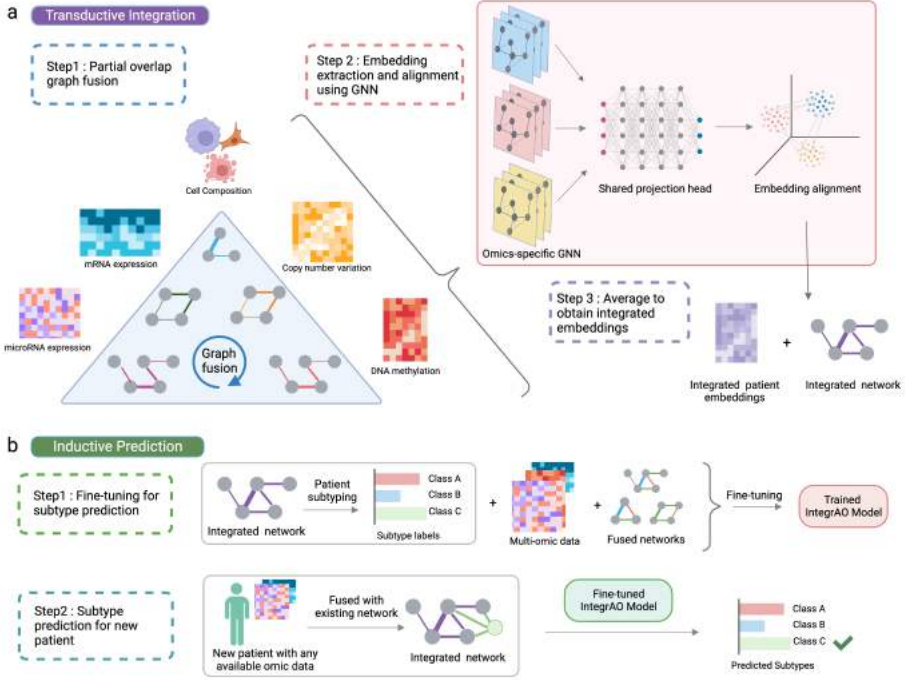 a
Transductive Integration
Step1 : Partial overlap
graph fusion
Step 2 : Embedding
extraction and alignment
using GNN
Cell Composition
mRNA expression
Copy number variation
microRNA expression
DNA methylation
Graph
fusion
Omics-specific GNN
Shared projection head
Embedding alignment
Step 3 : Average to
obtain integrated
embeddings
+
Integrated patient
embeddings
Integrated network
b
Inductive Prediction
Step1 : Fine-tuning for
subtype prediction
Integrated network
Patient
subtyping
Class A
Class B
Class C
Subtype labels
+
Multi-omic data
+
Fused networks
Fine-tuning
Trained
IntegrAO Model
Step2 : Subtype
prediction for new
patient
New patient with any
available omic data
Fused with
existing network
Integrated network
Fine-tuned
IntegrAO Model
Class A
Class B
Class C
Predicted Subtypes